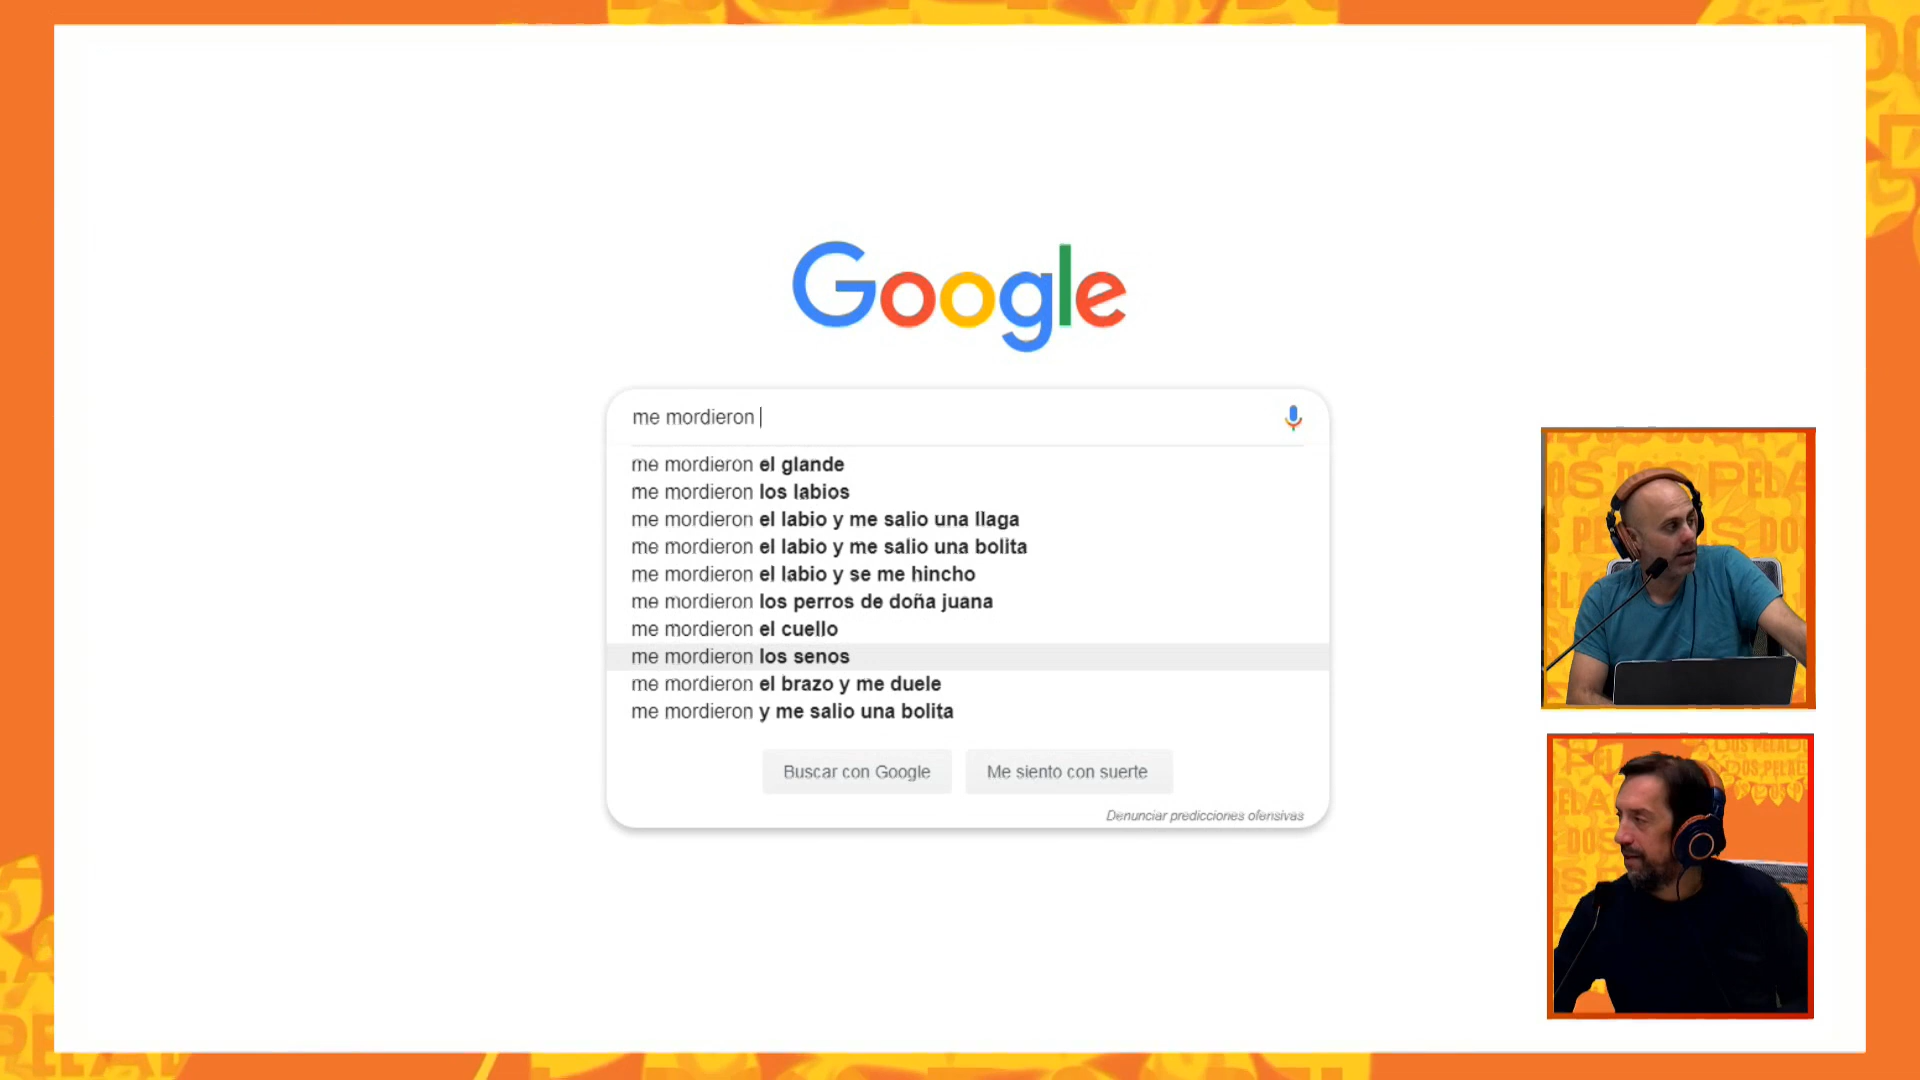 Google
me mordieron
me mordieron el glande
me mordieron los labios
me mordieron el labio y me salio una llaga
me mordieron el labio y me salio una bolita
me mordieron el labio y se me hincho
me mordieron los perros de doña juana
me mordieron el cuello
me mordieron los senos
me mordieron el brazo y me duele
me mordieron y me salio una bolita
Buscar con Google Me siento con suerte
Denunciar predicciones ofensivas